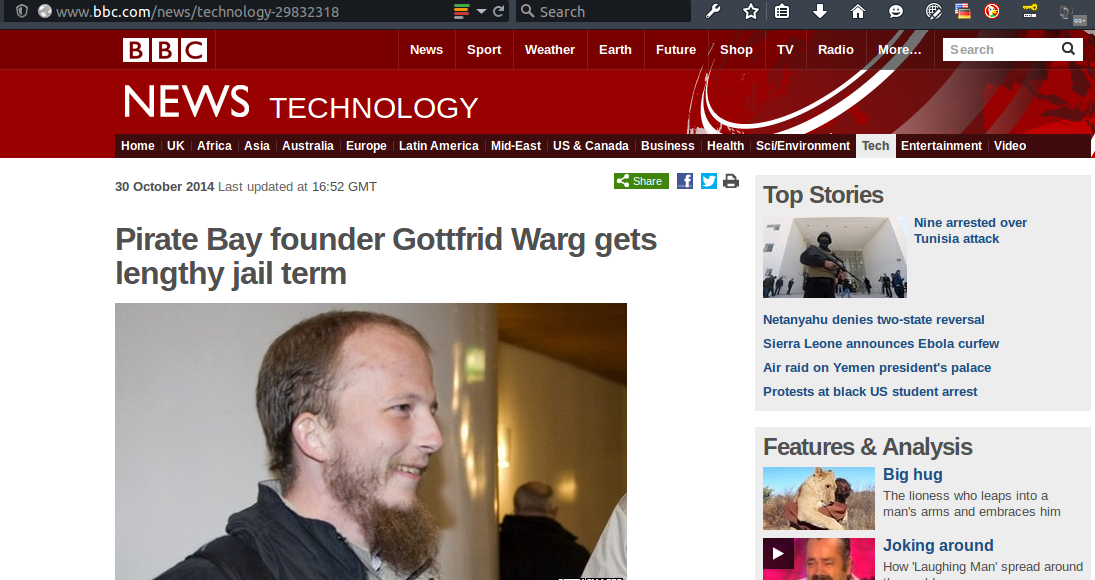 www.bbc.com/news/technology-29832318
Search
99+
BBC
News Sport Weather Earth Future Shop TV Radio More... Search
NEWS TECHNOLOGY
Home UK Africa Asia Australia Europe Latin America Mid-East US & Canada Business Health Sci/Environment Tech Entertainment Video
30 October 2014 Last updated at 16:52 GMT
Share
Pirate Bay founder Gottfrid Warg gets
lengthy jail term
Top Stories
Nine arrested over
Tunisia attack
Netanyahu denies two-state reversal
Sierra Leone announces Ebola curfew
Air raid on Yemen president's palace
Protests at black US student arrest
Features & Analysis
Big hug
The lioness who leaps into a
man's arms and embraces him
Joking around
How 'Laughing Man' spread around